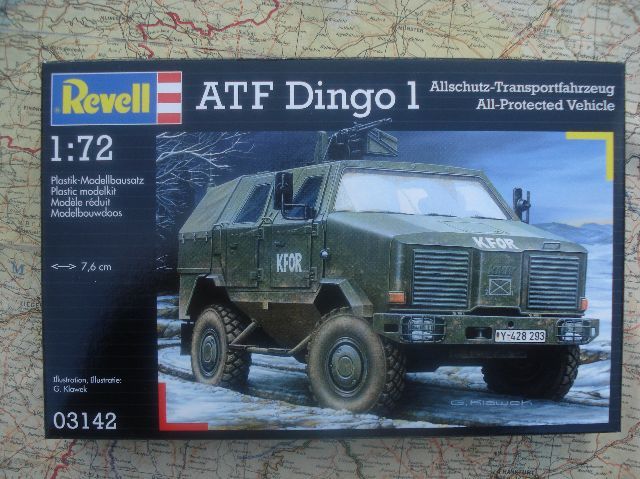 Revell
ATF Dingo 1
Allschutz-Transportfahrzeug
All-Protected Vehicle
1:72
Plastik-Modellbausatz
Plastic modelkit
Modèle réduit
Modelbouwdoos
7,6 cm
KFOR
KFOR
Y-428 293
Illustration, Illustratie:
G. Klawek
G. Klawek
03142